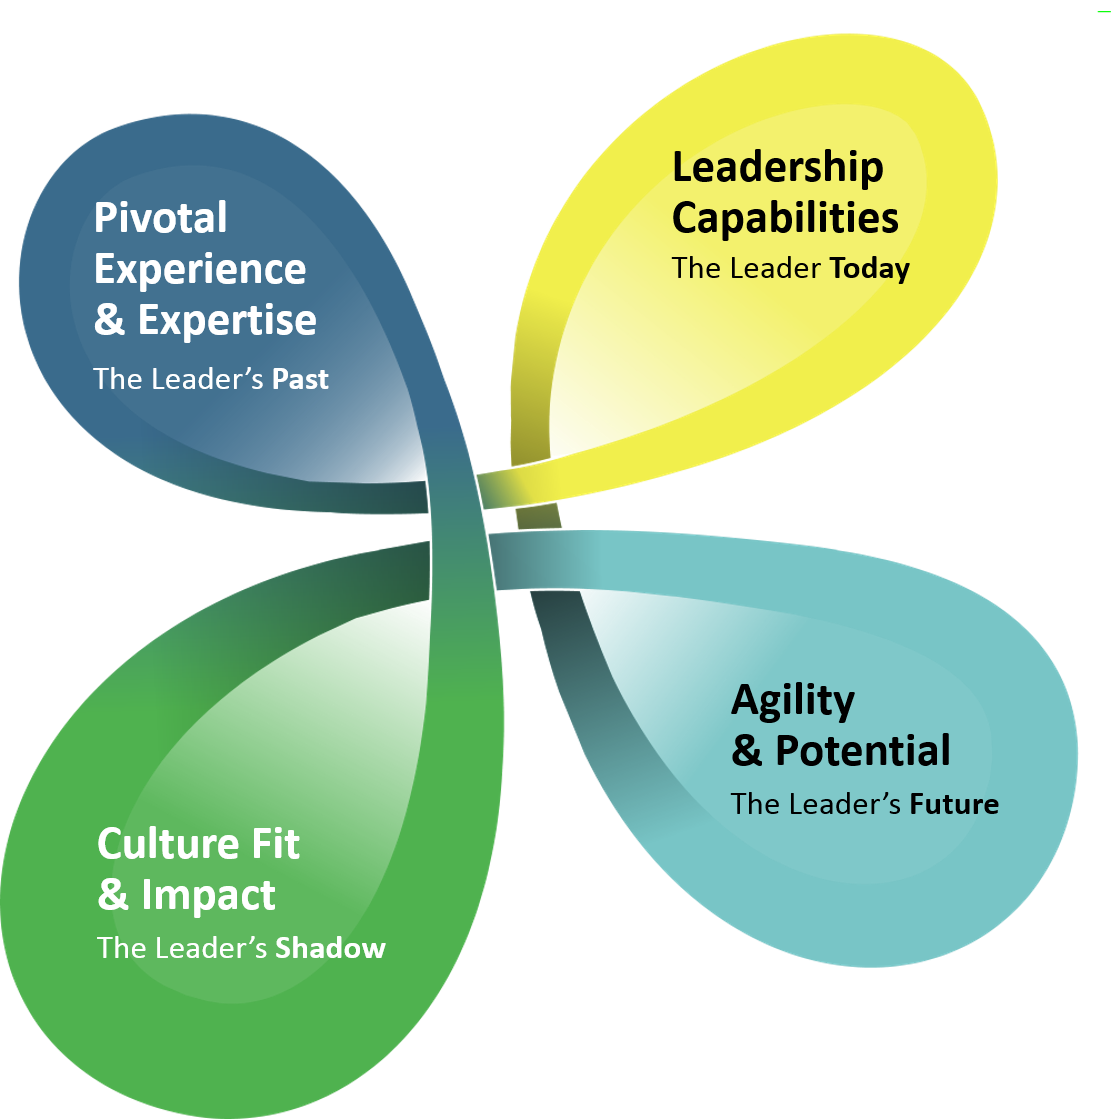 Pivotal
Experience
& Expertise
The Leader’s Past
Leadership
Capabilities
The Leader Today
Agility
& Potential
The Leader’s Future
Culture Fit
& Impact
The Leader’s Shadow